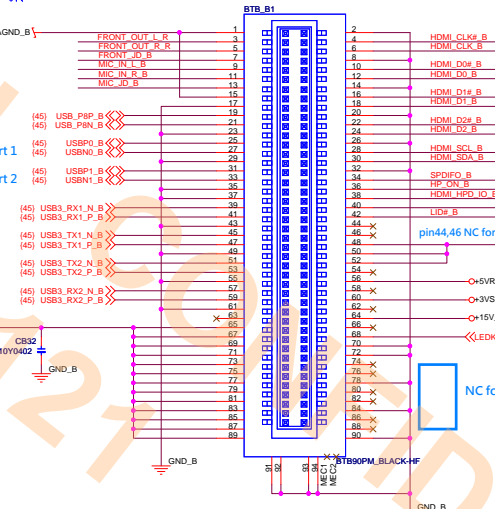 BTB_B1
AGND_B
1 2
FRONT_OUT_L_R 3 4 HDMI_CLK#_B
FRONT_OUT_R_R 5 6 HDMI_CLK_B
FRONT_JD_B 7 8
MIC_IN_L_B 9 10 HDMI_D0#_B
MIC_IN_R_B 11 12 HDMI_D0_B
MIC_JD_B 13 14
15 16 HDMI_D1#_B
17 18 HDMI_D1_B
(45) USB_P8P_B 19 20
(45) USB_P8N_B 21 22 HDMI_D2#_B
23 24 HDMI_D2_B
(45) USBP0_B 25 26
rt 1 (45) USBN0_B 27 28 HDMI_SCL_B
29 30 HDMI_SDA_B
(45) USBP1_B 31 32
rt 2 (45) USBN1_B 33 34 SPDIFO_B
35 36 HP_ON_B
37 38 HDMI_HPD_IO_B
(45) USB3_RX1_N_B 39 40
(45) USB3_RX1_P_B 41 42 LID#_B
43 44
(45) USB3_TX1_N_B 45 46 pin44,46 NC for
(45) USB3_TX1_P_B 47 48
49 50
(45) USB3_TX2_N_B 51 52
(45) USB3_TX2_P_B 53 54
55 56 +5VR
(45) USB3_RX2_N_B 57 58
(45) USB3_RX2_P_B 59 60 +3VS
61 62
63 64 +15V
65 66
67 68 LEDK
69 70
71 72
73 74
75 76
77 78
79 80
81 82
83 84
85 86
87 88
89 90
CB32
10Y0402
GND_B
NC fo
GND_B
BTB90PM_BLACK-HF
91
92
93
94
MEC1
MEC2
GND_B
CONFID
121